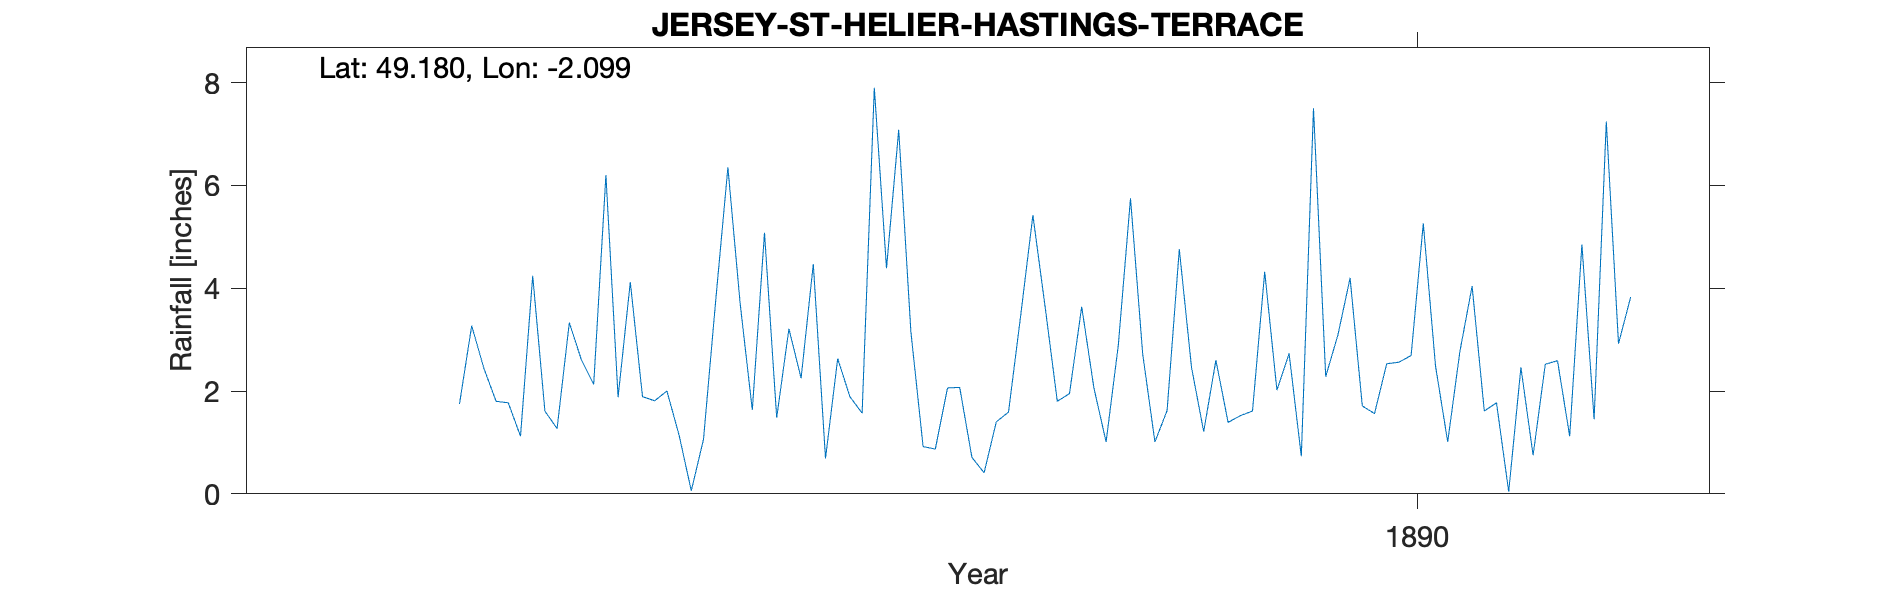 JERSEY-ST-HELIER-HASTINGS-TERRACE
Lat: 49.180, Lon: -2.099
8
6
4
2
0
Rainfall [inches]
1890
Year